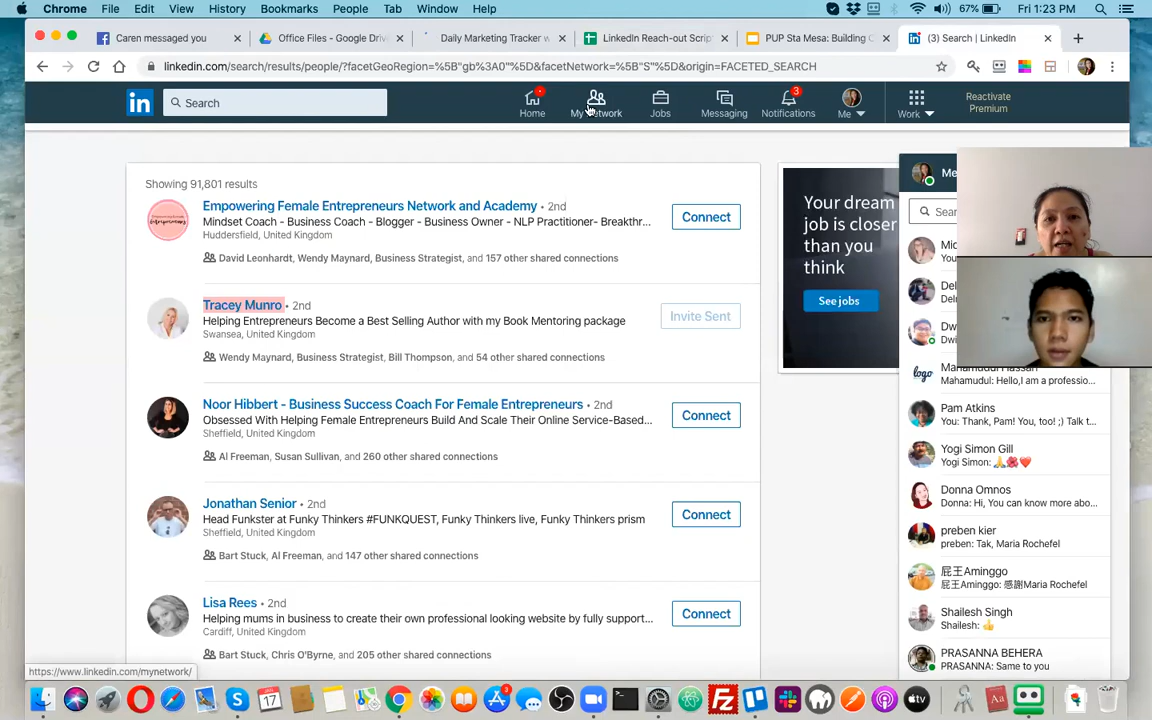 Chrome File Edit View History Bookmarks People Tab Window Help
67% Fri 1:23 PM
Caren messaged you
Office Files - Google Driv
Daily Marketing Tracker w
LinkedIn Reach-out Scrip
PUP Sta Mesa: Building C
(3) Search | LinkedIn
linkedin.com/search/results/people/?facetGeoRegion=%5B"gb%3A0"%5D&facetNetwork=%5B"S"%5D&origin=FACETED_SEARCH
in Search
Home
My Network
Jobs
Messaging
3
Notifications
Me
Work
Reactivate
Premium
Showing 91,801 results
Empowering Female Entrepreneurs Network and Academy • 2nd
Mindset Coach - Business Coach - Blogger - Business Owner - NLP Practitioner- Breakthr...
Huddersfield, United Kingdom
David Leonhardt, Wendy Maynard, Business Strategist, and 157 other shared connections
Connect
Tracey Munro • 2nd
Helping Entrepreneurs Become a Best Selling Author with my Book Mentoring package
Swansea, United Kingdom
Wendy Maynard, Business Strategist, Bill Thompson, and 54 other shared connections
Invite Sent
Noor Hibbert - Business Success Coach For Female Entrepreneurs • 2nd
Obsessed With Helping Female Entrepreneurs Build And Scale Their Online Service-Based...
Sheffield, United Kingdom
Al Freeman, Susan Sullivan, and 260 other shared connections
Connect
Jonathan Senior • 2nd
Head Funkster at Funky Thinkers #FUNKQUEST, Funky Thinkers live, Funky Thinkers prism
Sheffield, United Kingdom
Bart Stuck, Al Freeman, and 147 other shared connections
Connect
Lisa Rees • 2nd
Helping mums in business to create their own professional looking website by fully support...
Cardiff, United Kingdom
Bart Stuck, Chris O'Byrne, and 205 other shared connections
Connect
Your dream
job is closer
than you
think
See jobs
Me
Sear
Mic
You:
Del
Deln
Dw
Dwi
Mahamudul: Hello,I am a professio...
Pam Atkins
You: Thank, Pam! You, too! ;) Talk t...
Yogi Simon Gill
Yogi Simon: 🙏🌺❤️
Donna Omnos
Donna: Hi, You can know more abo...
preben kier
preben: Tak, Maria Rochefel
屁王Aminggo
屁王Aminggo: 感謝Maria Rochefel
Shailesh Singh
Shailesh: 👍
PRASANNA BEHERA
PRASANNA: Same to you
https://www.linkedin.com/mynetwork/